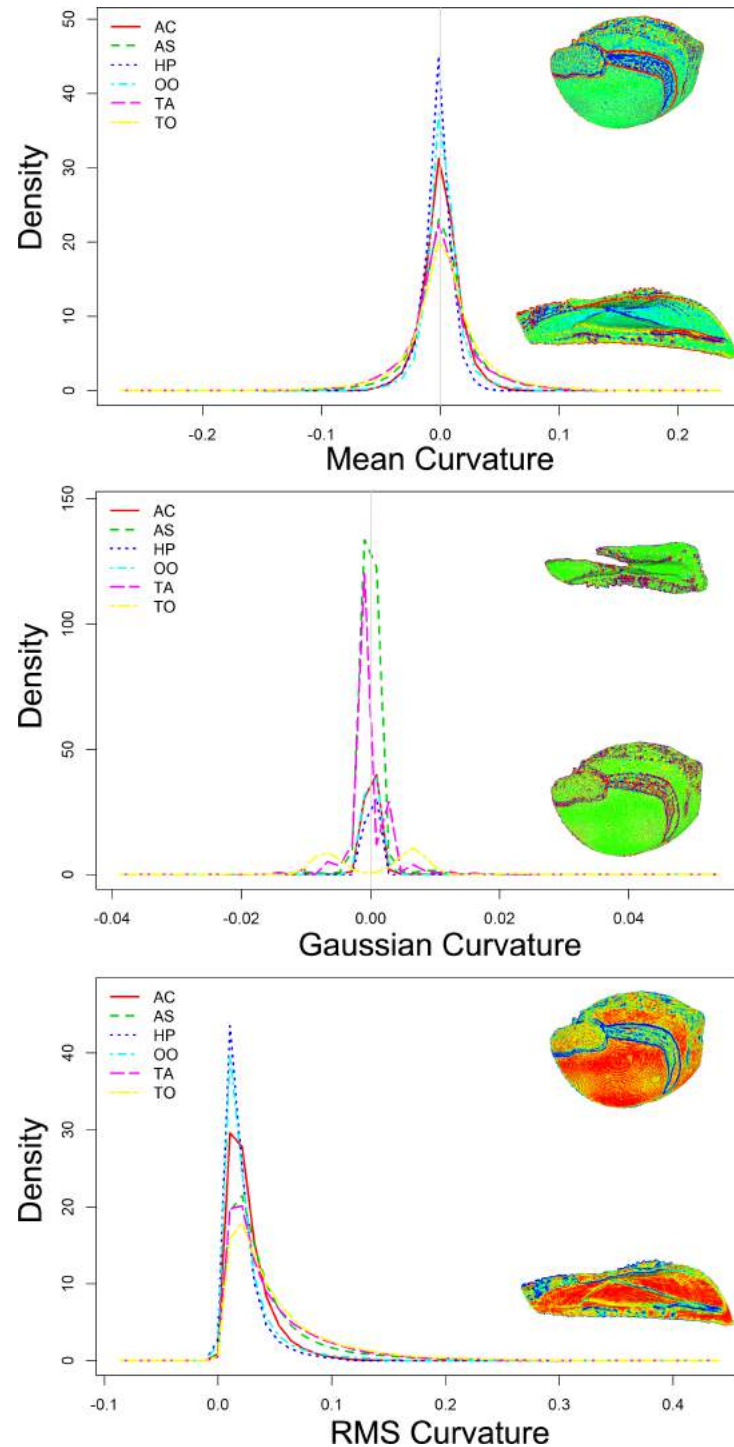 50
40
30
20
10
0
Density
AC
AS
HP
OO
TA
TO
-0.2 -0.1 0.0 0.1 0.2
Mean Curvature
150
100
50
0
Density
AC
AS
HP
OO
TA
TO
-0.04 -0.02 0.00 0.02 0.04
Gaussian Curvature
40
30
20
10
0
Density
AC
AS
HP
OO
TA
TO
-0.1 0.0 0.1 0.2 0.3 0.4
RMS Curvature